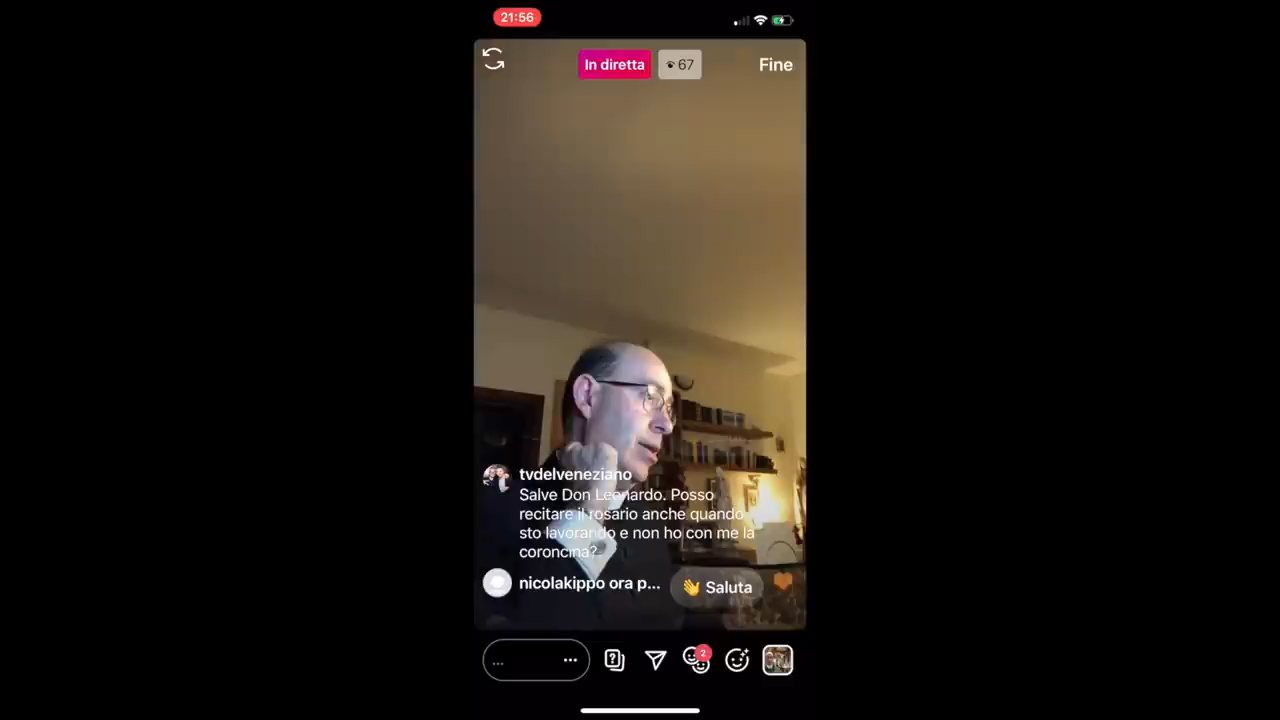 21:56
In diretta
67
Fine
tvdelveneziano
Salve Don Leonardo. Posso
recitare il rosario anche quando
sto lavorando e non ho con me la
coroncina?
nicolakippo ora p...
👋 Saluta
...
2